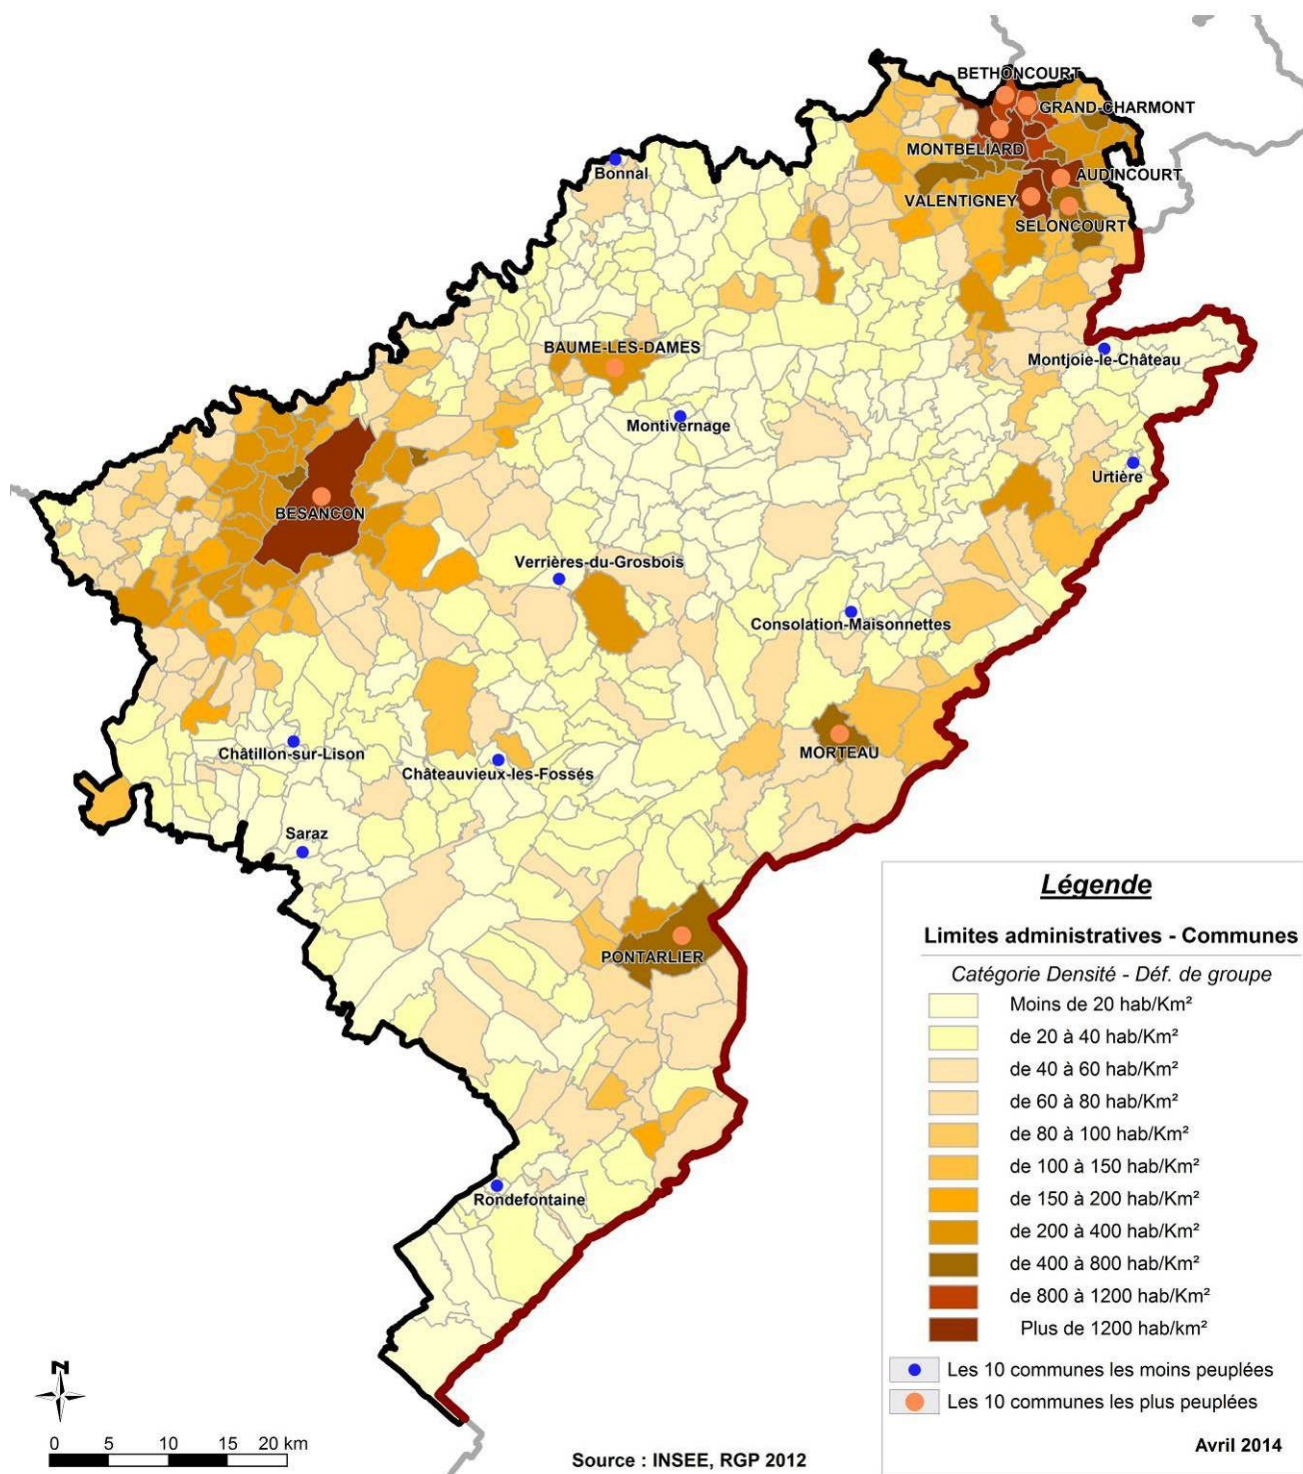 BETHONCOURT
GRAND-CHARMONT
MONTBELIARD
AUDINCOURT
VALENTIGNEY
SELONCOURT
Bonnal
BAUME-LES-DAMES
Montjoie-le-Château
Montivernage
Urtière
BESANCON
Verrières-du-Grosbois
Consolation-Maisonnettes
Châtillon-sur-Lison
Châteauvieux-les-Fossés
MORTEAU
Saraz
PONTARLIER
Rondefontaine
Légende
Limites administratives - Communes
Catégorie Densité - Déf. de groupe
Moins de 20 hab/Km²
de 20 à 40 hab/Km²
de 40 à 60 hab/Km²
de 60 à 80 hab/Km²
de 80 à 100 hab/Km²
de 100 à 150 hab/Km²
de 150 à 200 hab/Km²
de 200 à 400 hab/Km²
de 400 à 800 hab/Km²
de 800 à 1200 hab/Km²
Plus de 1200 hab/km²
Les 10 communes les moins peuplées
Les 10 communes les plus peuplées
Avril 2014
N
0 5 10 15 20 km
Source : INSEE, RGP 2012